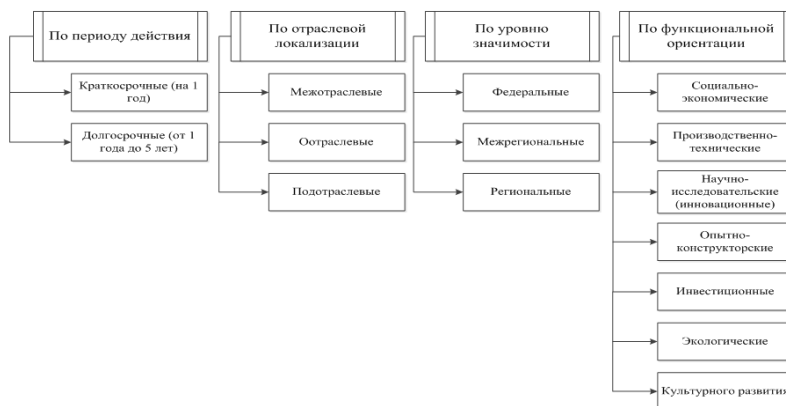 По периоду действия
Краткосрочные (на 1
год)
Долгосрочные (от 1
года до 5 лет)
По отраслевой
локализации
Межотраслевые
Оотраслевые
Подотраслевые
По уровню
значимости
Федеральные
Межрегиональные
Региональные
По функциональной
ориентации
Социально-
экономические
Производственно-
технические
Научно-
исследовательские
(инновационные)
Опытно-
конструкторские
Инвестиционные
Экологические
Культурного развития